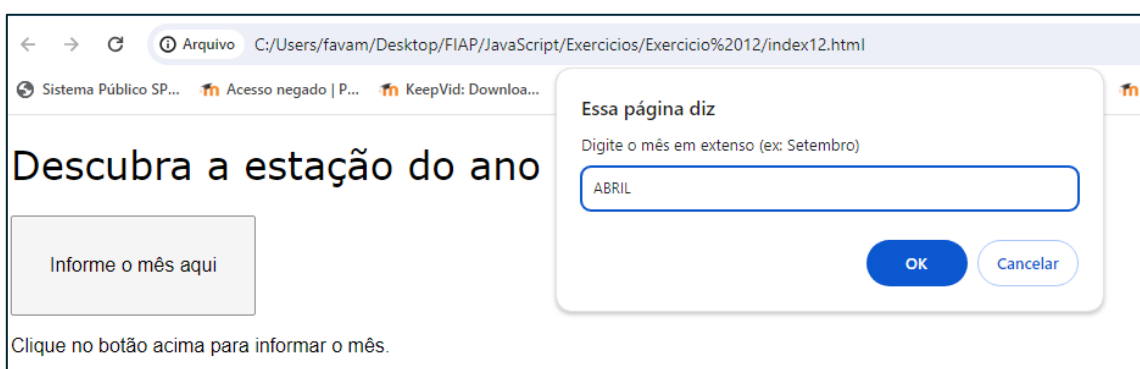 Arquivo C:/Users/favam/Desktop/FIAP/JavaScript/Exercicios/Exercicio%2012/index12.html
Sistema Público SP... Acesso negado | P... KeepVid: Downloa...
Essa página diz
Digite o mês em extenso (ex: Setembro)
ABRIL
OK Cancelar
Descubra a estação do ano
Informe o mês aqui
Clique no botão acima para informar o mês.